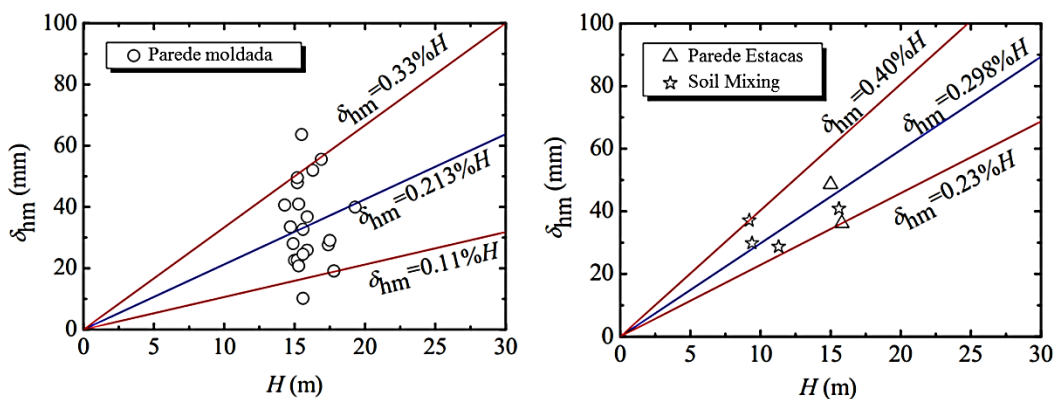 100
80
60
40
20
0
δhm (mm)
Parede moldada
δhm=0.33%H
δhm=0.213%H
δhm=0.11%H
0 5 10 15 20 25 30
H (m)
100
80
60
40
20
0
δhm (mm)
Parede Estacas
Soil Mixing
δhm=0.40%H
δhm=0.298%H
δhm=0.23%H
0 5 10 15 20 25 30
H (m)